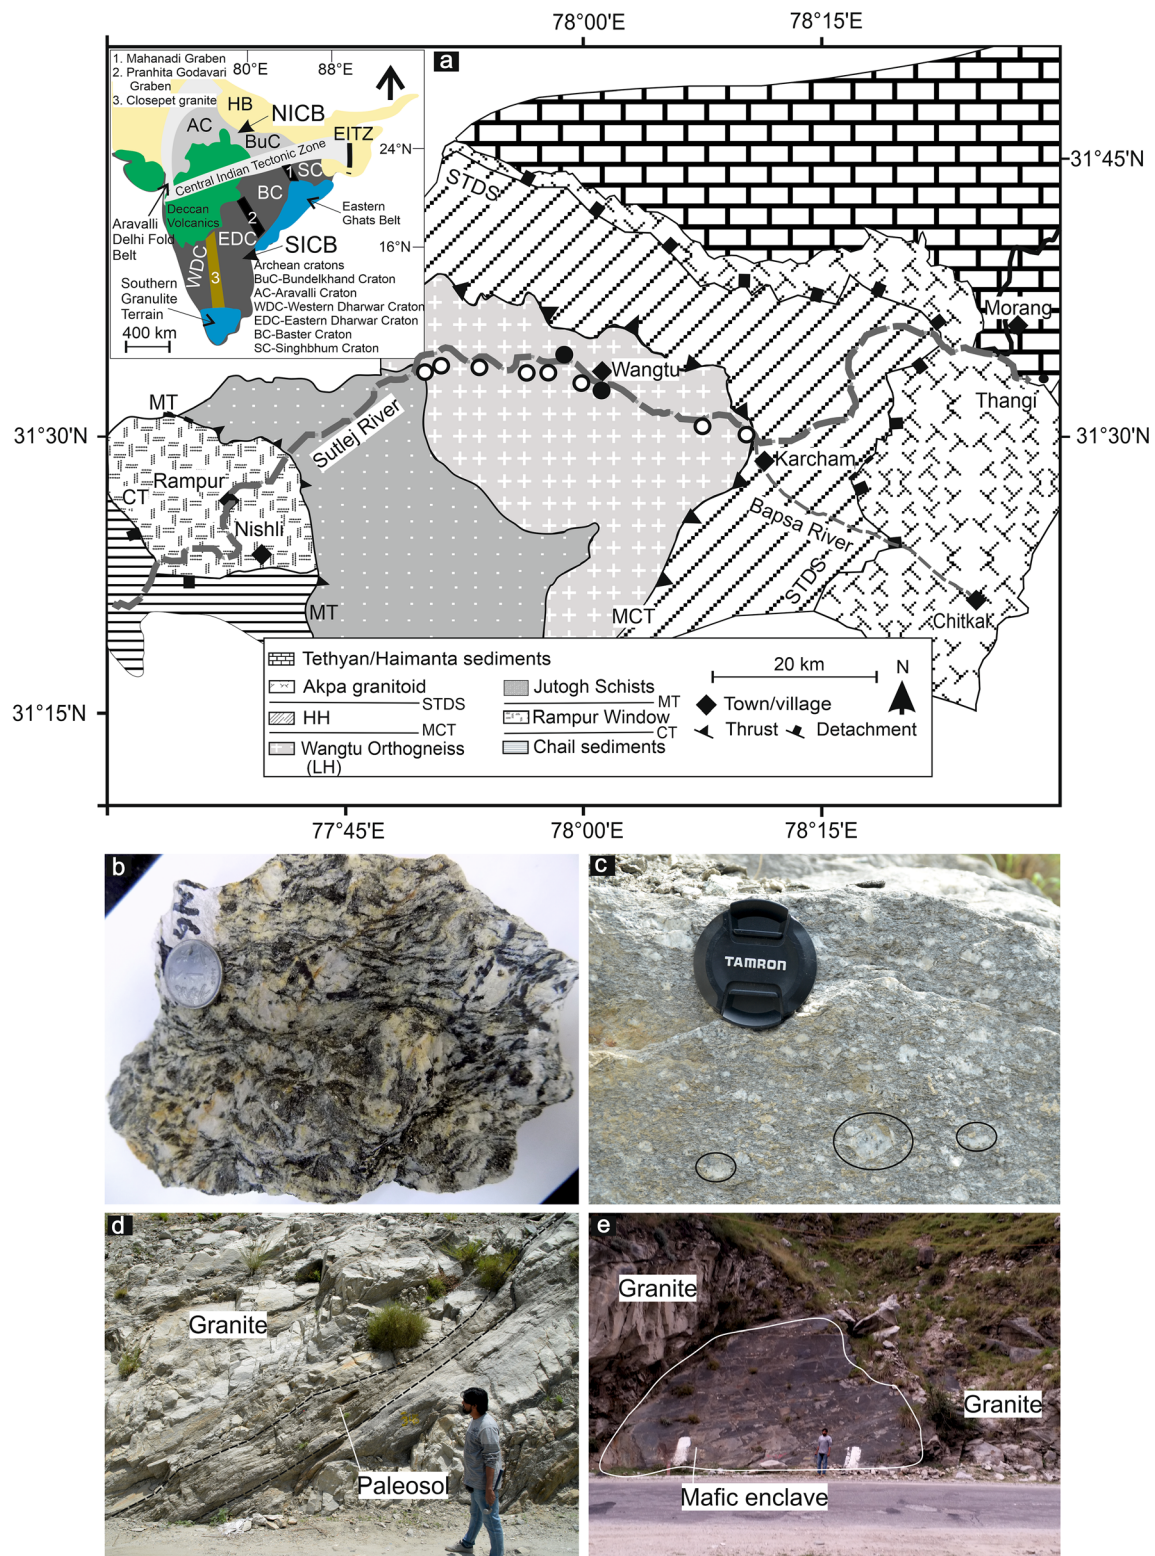 78°00'E
78°15'E
a
1. Mahanadi Graben
2. Pranhita Godavari
Graben
3. Closepet granite
80°E
88°E
HB
NICB
AC
BuC
EITZ
24°N
Central Indian Tectonic Zone
1
SC
BC
Deccan
Volcanics
2
Eastern
Ghats Belt
Aravalli
Delhi Fold
Belt
EDC
SICB
16°N
WDC
3
Southern
Granulite
Terrain
400 km
Archean cratons
BuC-Bundelkhand Craton
AC-Aravalli Craton
WDC-Western Dharwar Craton
EDC-Eastern Dharwar Craton
BC-Baster Craton
SC-Singhbhum Craton
31°45'N
31°45'N
STDS
Morang
Wangtu
Thangi
MT
Sutlej River
31°30'N
31°30'N
Karcham
Rampur
CT
Bapsa River
Nishli
STDS
MT
MCT
Chitkal
Tethyan/Haimanta sediments
Akpa granitoid
STDS
HH
MCT
Wangtu Orthogneiss
(LH)
Jutogh Schists
MT
Rampur Window
CT
Chail sediments
20 km
N
Town/village
Thrust
Detachment
31°15'N
77°45'E
78°00'E
78°15'E
b
c
TAMRON
d
Granite
Paleosol
e
Granite
Granite
Mafic enclave